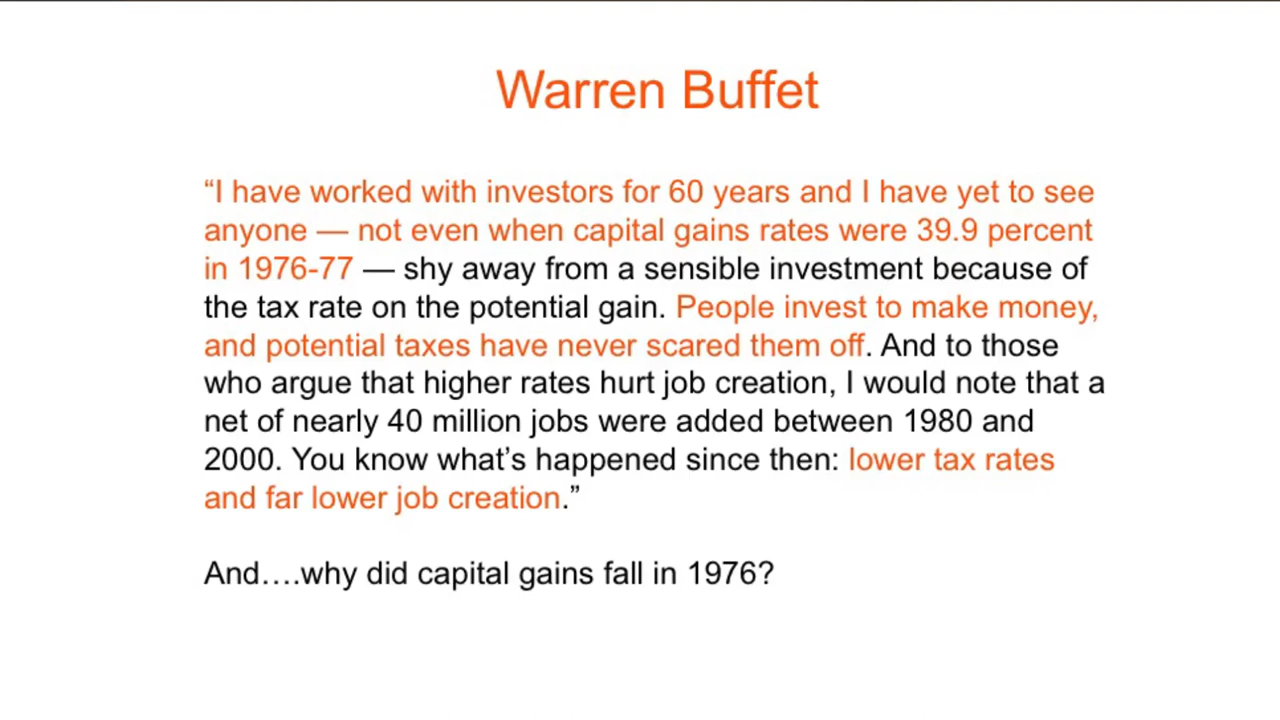 Warren Buffet
“I have worked with investors for 60 years and I have yet to see
anyone — not even when capital gains rates were 39.9 percent
in 1976-77 — shy away from a sensible investment because of
the tax rate on the potential gain. People invest to make money,
and potential taxes have never scared them off. And to those
who argue that higher rates hurt job creation, I would note that a
net of nearly 40 million jobs were added between 1980 and
2000. You know what’s happened since then: lower tax rates
and far lower job creation.”
And….why did capital gains fall in 1976?